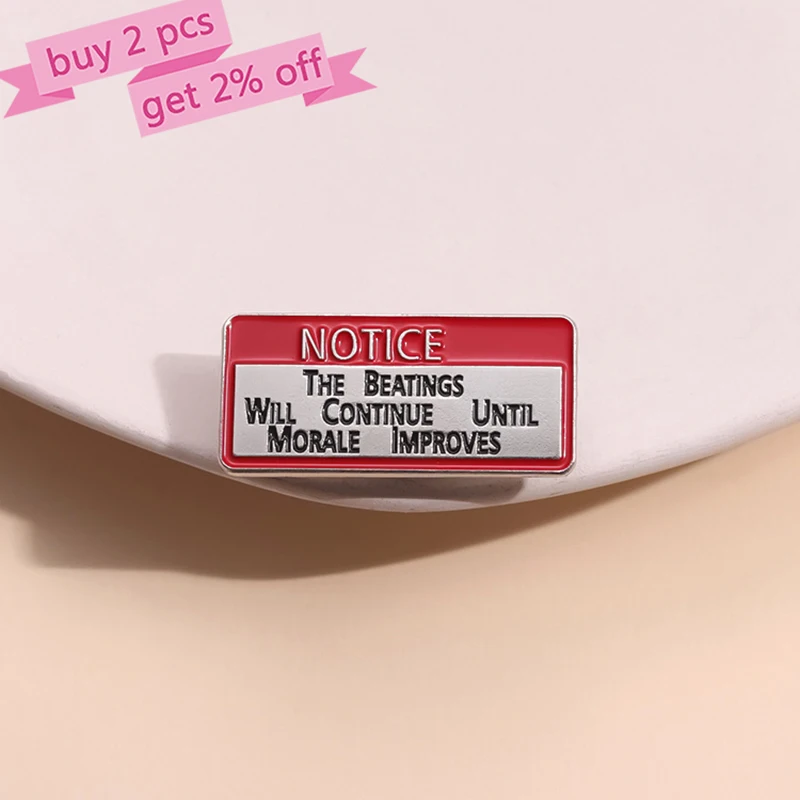 buy 2 pcs
get 2% off
NOTICE
THE BEATINGS
WILL CONTINUE UNTIL
MORALE IMPROVES